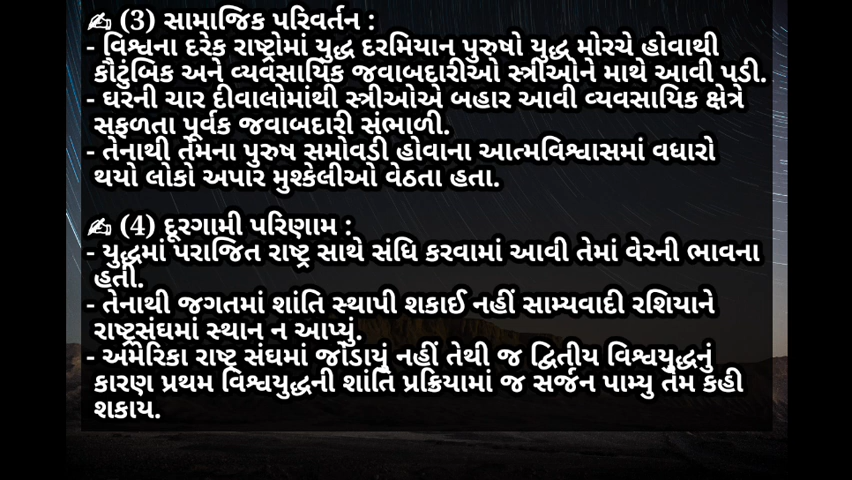 ✍ (3) સામાજિક પરિવર્તન :
- વિશ્વના દરેક રાષ્ટ્રોમાં યુદ્ધ દરમિયાન પુરુષો યુદ્ધ મોરચે હોવાથી
કૌટુંબિક અને વ્યવસાયિક જવાબદારીઓ સ્ત્રીઓને માથે આવી પડી.
- ઘરની ચાર દીવાલોમાંથી સ્ત્રીઓએ બહાર આવી વ્યવસાયિક ક્ષેત્રે
સફળતા પૂર્વક જવાબદારી સંભાળી.
- તેનાથી તેમના પુરુષ સમોવડી હોવાના આત્મવિશ્વાસમાં વધારો
થયો લોકો અપાર મુશ્કેલીઓ વેઠતા હતા.
✍ (4) દૂરગામી પરિણામ :
- યુદ્ધમાં પરાજિત રાષ્ટ્ર સાથે સંધિ કરવામાં આવી તેમાં વેરની ભાવના
હતી.
- તેનાથી જગતમાં શાંતિ સ્થાપી શકાઈ નહીં સામ્યવાદી રશિયાને
રાષ્ટ્રસંઘમાં સ્થાન ન આપ્યું.
- અમેરિકા રાષ્ટ્ર સંઘમાં જોડાયું નહીં તેથી જ દ્વિતીય વિશ્વયુદ્ધનું
કારણ પ્રથમ વિશ્વયુદ્ધની શાંતિ પ્રક્રિયામાં જ સર્જન પામ્યુ તેમ કહી
શકાય.